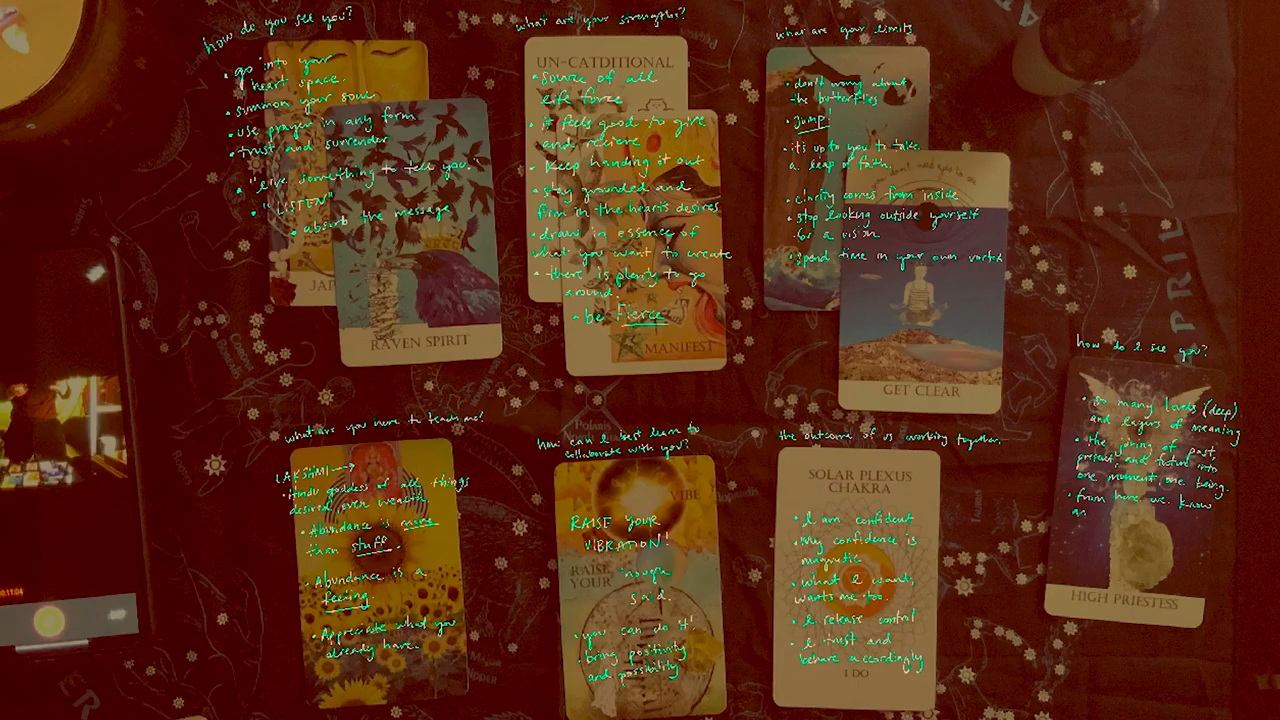 how do you see you?
• go into your
heart space.
• summon your soul
• use prayer in any form
• trust and surrender
• "I've something to tell you."
• "LISTEN"
• absorb the message
JAP
RAVEN SPIRIT
what are your strengths?
UN-CATDITIONAL
• source of all
life force
• it feels good to give
and recieve
• Keep handing it out
• stay grounded and
firm in the heart's desires
• draw in essence of
what you want to create
• there is plenty to go
around.
• be fierce
MANIFEST
what are your limits
• don't worry about
the butterflies
• Jump!
• it's up to you to take
a leap of faith.
• clarity comes from inside
• stop looking outside yourself
for a vision
• spend time in your own vortex
GET CLEAR
how do I see you?
• so many levels (deep)
and layers of meaning
• the joining of past,
present and future into
one moment one being.
• from here we know
all.
HIGH PRIESTESS
APRIL
what are you here to teach me?
LAKSHMI
• Hindu goddess of all things
desired, over wealth,
• Abundance is more
than stuff.
• Abundance is a
feeling.
• Appreciate what you
already have.
how can I best learn to
collaborate with you?
VIBE
RAISE YOUR
VIBRATION!
RAISE
YOUR
'nough
said.
• you can do it!
• bring positivity
and possibility
the outcome of us working together.
SOLAR PLEXUS
CHAKRA
• I am confident
• My confidence is
magnetic
• What I want,
wants me too.
• I release control
• I trust and
behave accordingly
I DO
Polaris